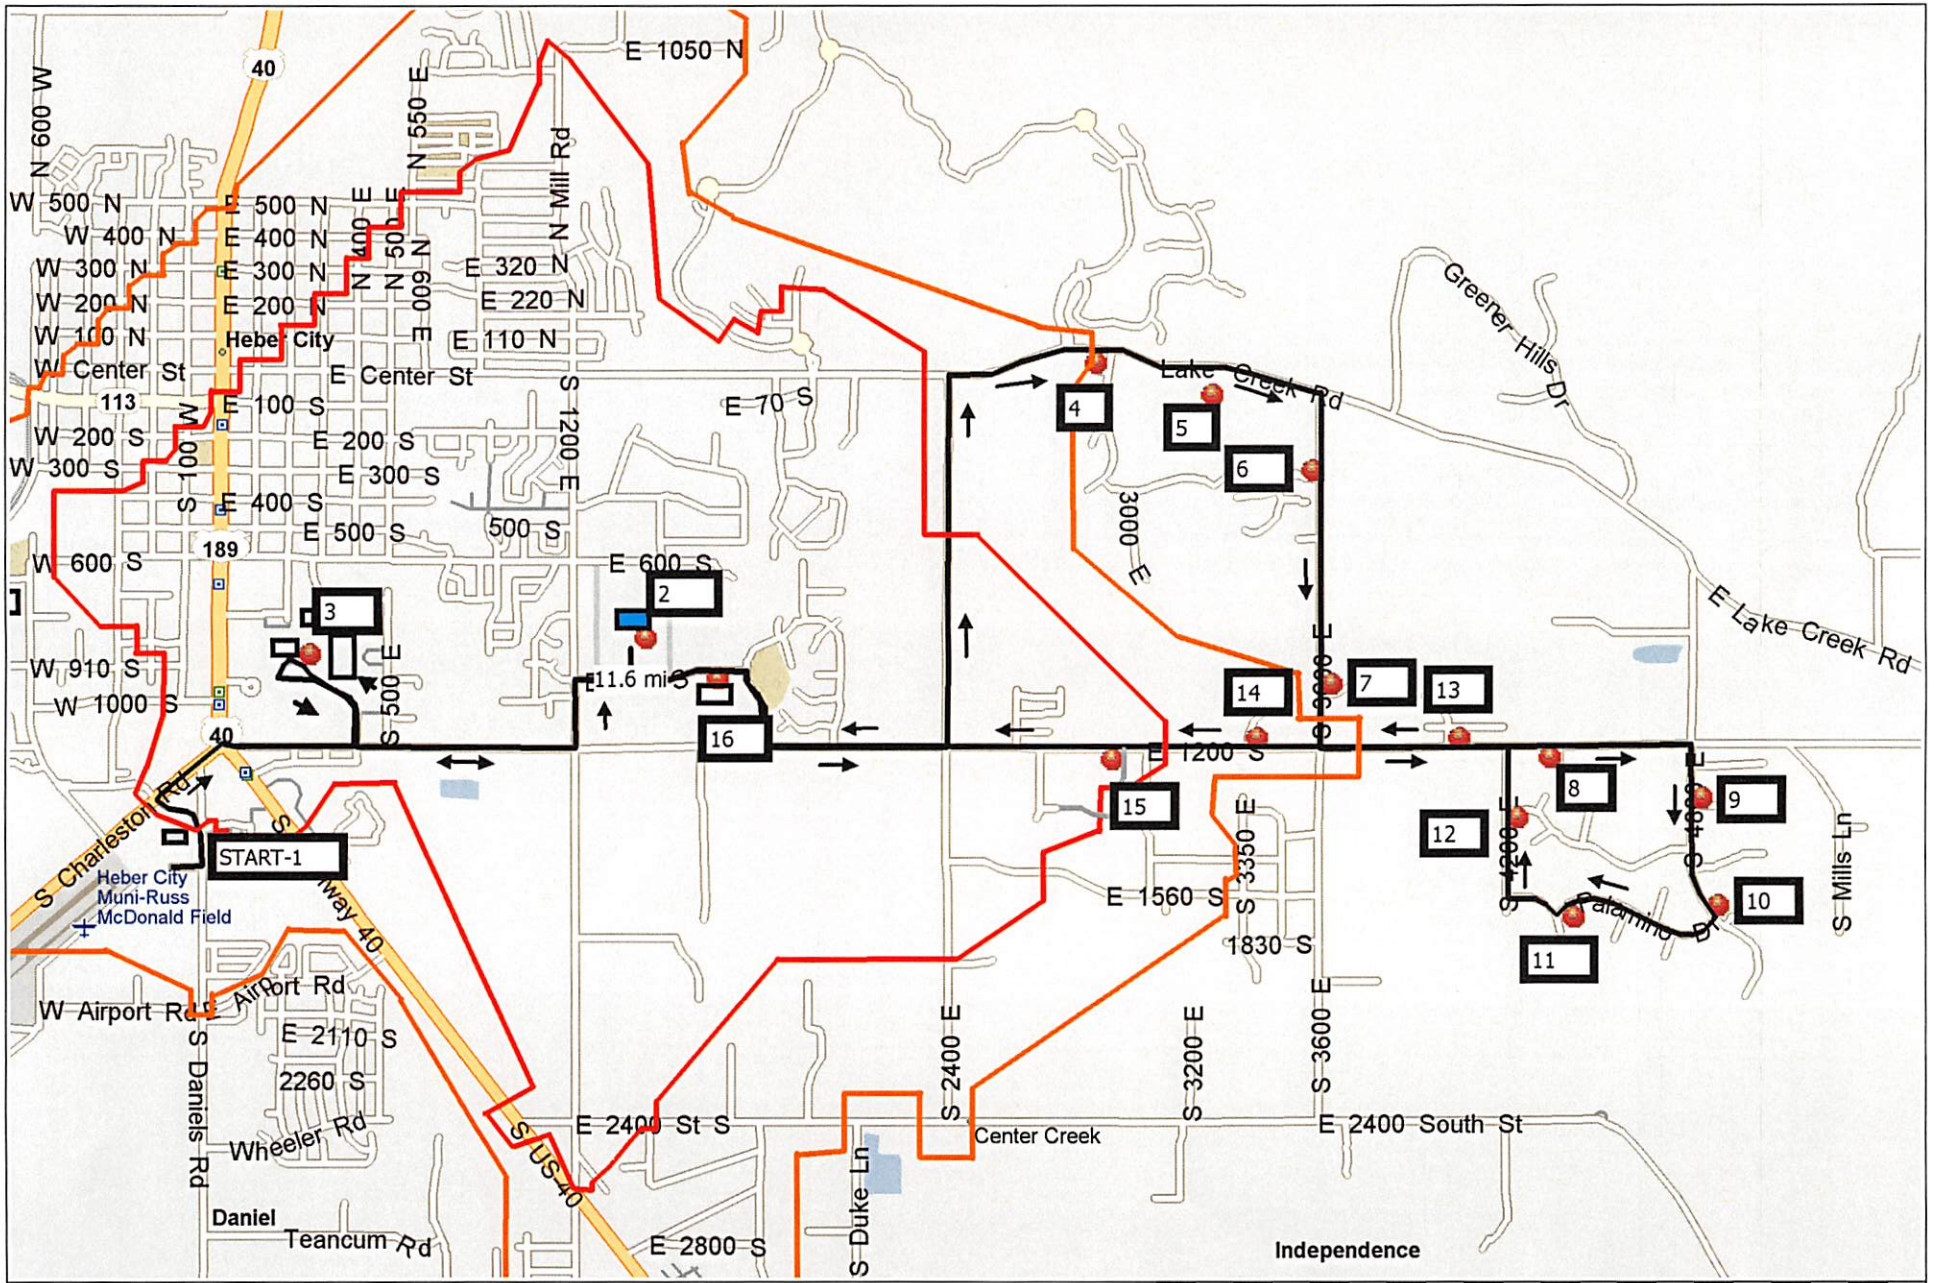 40
E 1050 N
N 600 W
N 550 E
N Mill Rd
W 500 N
E 500 N
N 400 E
N 500 E
W 400 N
E 400 N
N 600 E
W 300 N
E 300 N
E 320 N
W 200 N
E 200 N
E 220 N
W 100 N
Heber City
E 110 N
W Center St
E Center St
Greener Hills Dr
Lake Creek Rd
113
E 100 S
S 100 W
S 1200 E
E 70 S
4
5
W 200 S
E 200 S
W 300 S
E 300 S
6
E 400 S
E 500 S
500 S
3000 E
189
W 600 S
E 600 S
2
3
E Lake Creek Rd
W 910 S
S 500 E
11.6 mi S
S 3600 E
14
7
13
W 1000 S
40
16
E 1200 S
15
8
9
S 4800 E
12
S 4200 E
S Charleston Rd
START-1
S Highway 40
S 3350 E
S Mills Ln
Heber City
Muni-Russ
McDonald Field
E 1560 S
10
Palamino Dr
1830 S
11
W Airport Rd
E Airport Rd
S Daniels Rd
E 2110 S
2260 S
Wheeler Rd
S 2400 E
S 3200 E
S 3600 E
E 2400 St S
Center Creek
E 2400 South St
S US-40
S Duke Ln
Daniel
Teancum Rd
E 2800 S
Independence